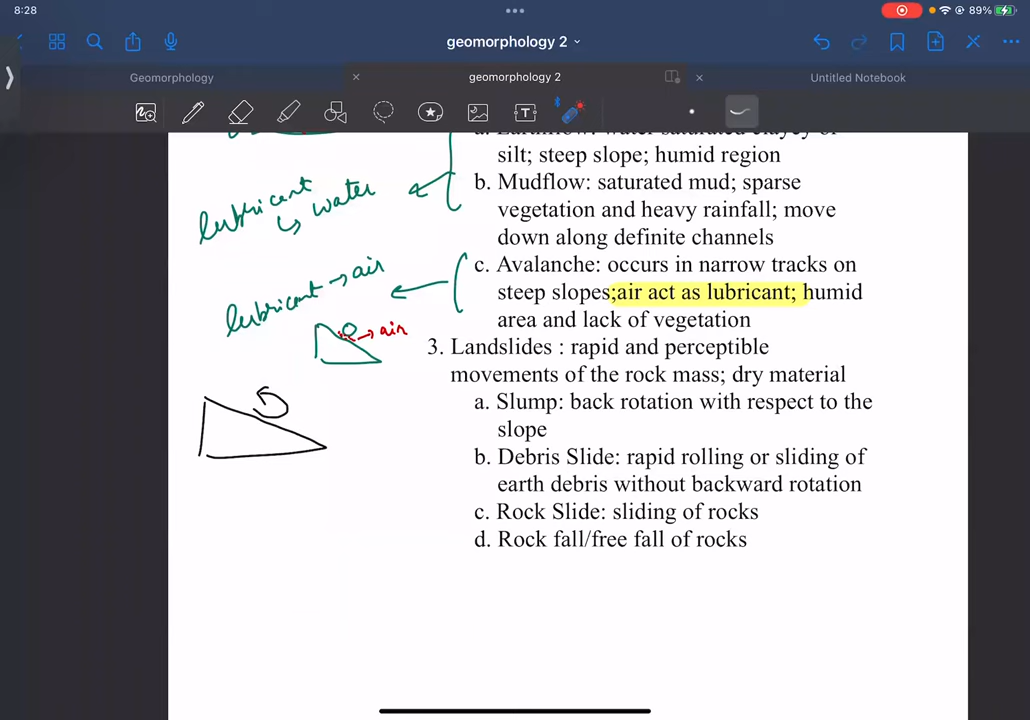 8:28
89%
geomorphology 2
Geomorphology
geomorphology 2
Untitled Notebook
silt; steep slope; humid region
b. Mudflow: saturated mud; sparse
vegetation and heavy rainfall; move
down along definite channels
c. Avalanche: occurs in narrow tracks on
steep slopes;air act as lubricant; humid
area and lack of vegetation
3. Landslides : rapid and perceptible
movements of the rock mass; dry material
a. Slump: back rotation with respect to the
slope
b. Debris Slide: rapid rolling or sliding of
earth debris without backward rotation
c. Rock Slide: sliding of rocks
d. Rock fall/free fall of rocks
lubricant
↳ water
lubricant → air
→ air